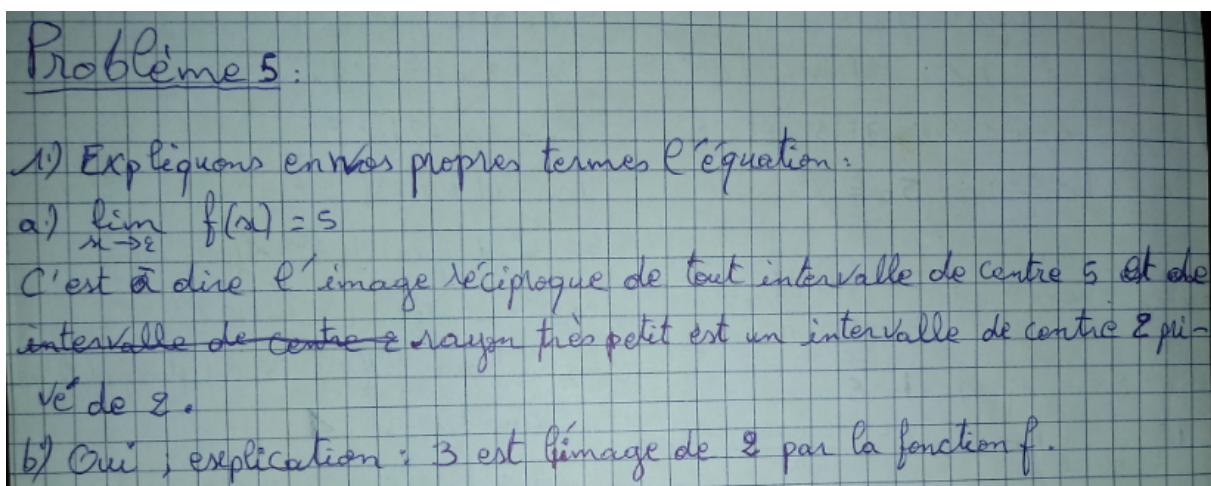 Problème 5:
1.) Expliquons en nos propres termes l'équation:
a.) lim x→2 f(x) = 5
C'est à dire l'image réciproque de tout intervalle de centre 5 et de
intervalle de centre 2 rayon très petit est un intervalle de centre 2 pri-
vé de 2.
b) Oui ; explication : 3 est l'image de 2 par la fonction f.